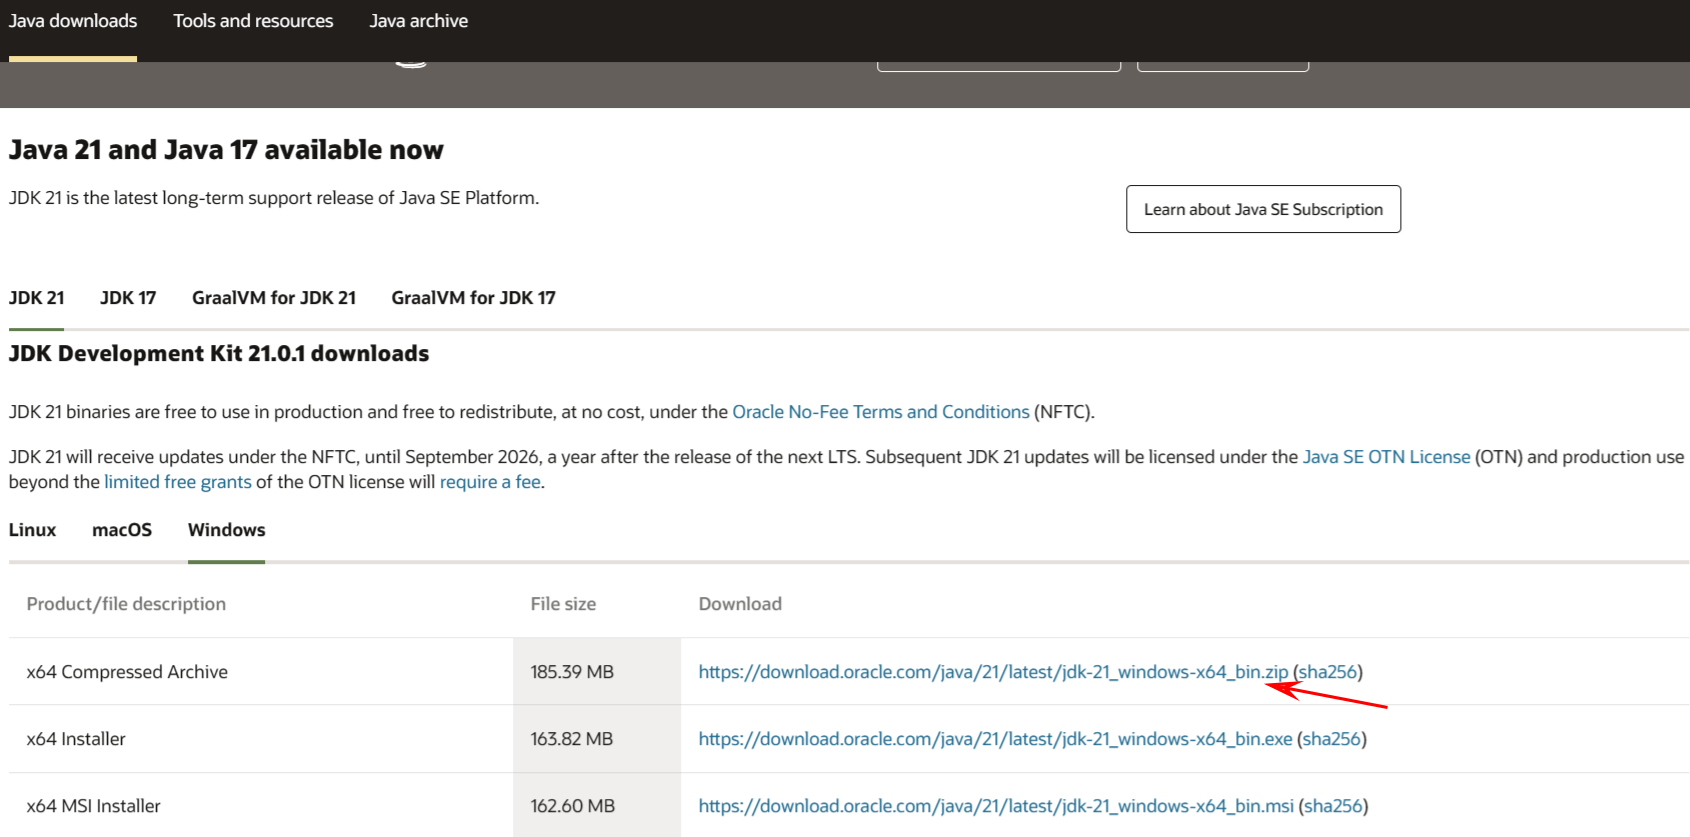 Java downloads Tools and resources Java archive
Java 21 and Java 17 available now
JDK 21 is the latest long-term support release of Java SE Platform.
Learn about Java SE Subscription
JDK 21 JDK 17 GraalVM for JDK 21 GraalVM for JDK 17
JDK Development Kit 21.0.1 downloads
JDK 21 binaries are free to use in production and free to redistribute, at no cost, under the Oracle No-Fee Terms and Conditions (NFTC).
JDK 21 will receive updates under the NFTC, until September 2026, a year after the release of the next LTS. Subsequent JDK 21 updates will be licensed under the Java SE OTN License (OTN) and production use
beyond the limited free grants of the OTN license will require a fee.
Linux macOS Windows
Product/file description File size Download
x64 Compressed Archive 185.39 MB https://download.oracle.com/java/21/latest/jdk-21_windows-x64_bin.zip (sha256)
x64 Installer 163.82 MB https://download.oracle.com/java/21/latest/jdk-21_windows-x64_bin.exe (sha256)
x64 MSI Installer 162.60 MB https://download.oracle.com/java/21/latest/jdk-21_windows-x64_bin.msi (sha256)